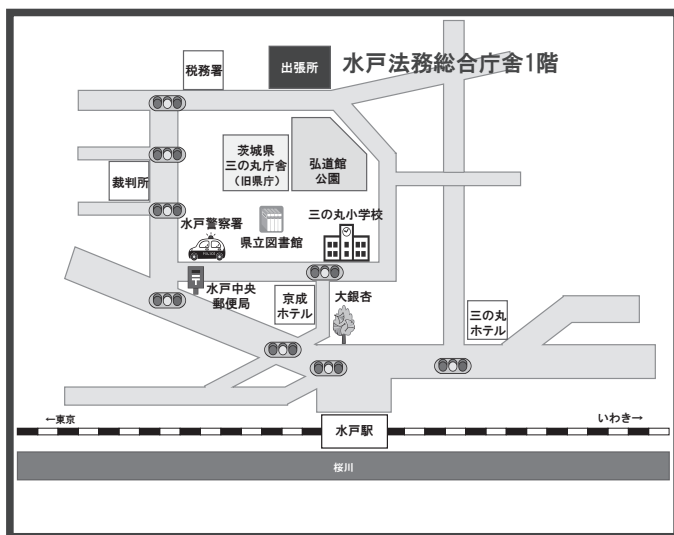 税務署
出張所
水戸法務総合庁舎1階
茨城県
三の丸庁舎
（旧県庁）
弘道館
公園
裁判所
水戸警察署
POLICE
県立図書館
三の丸小学校
水戸中央
郵便局
京成
ホテル
大銀杏
三の丸
ホテル
←東京
いわき→
水戸駅
桜川